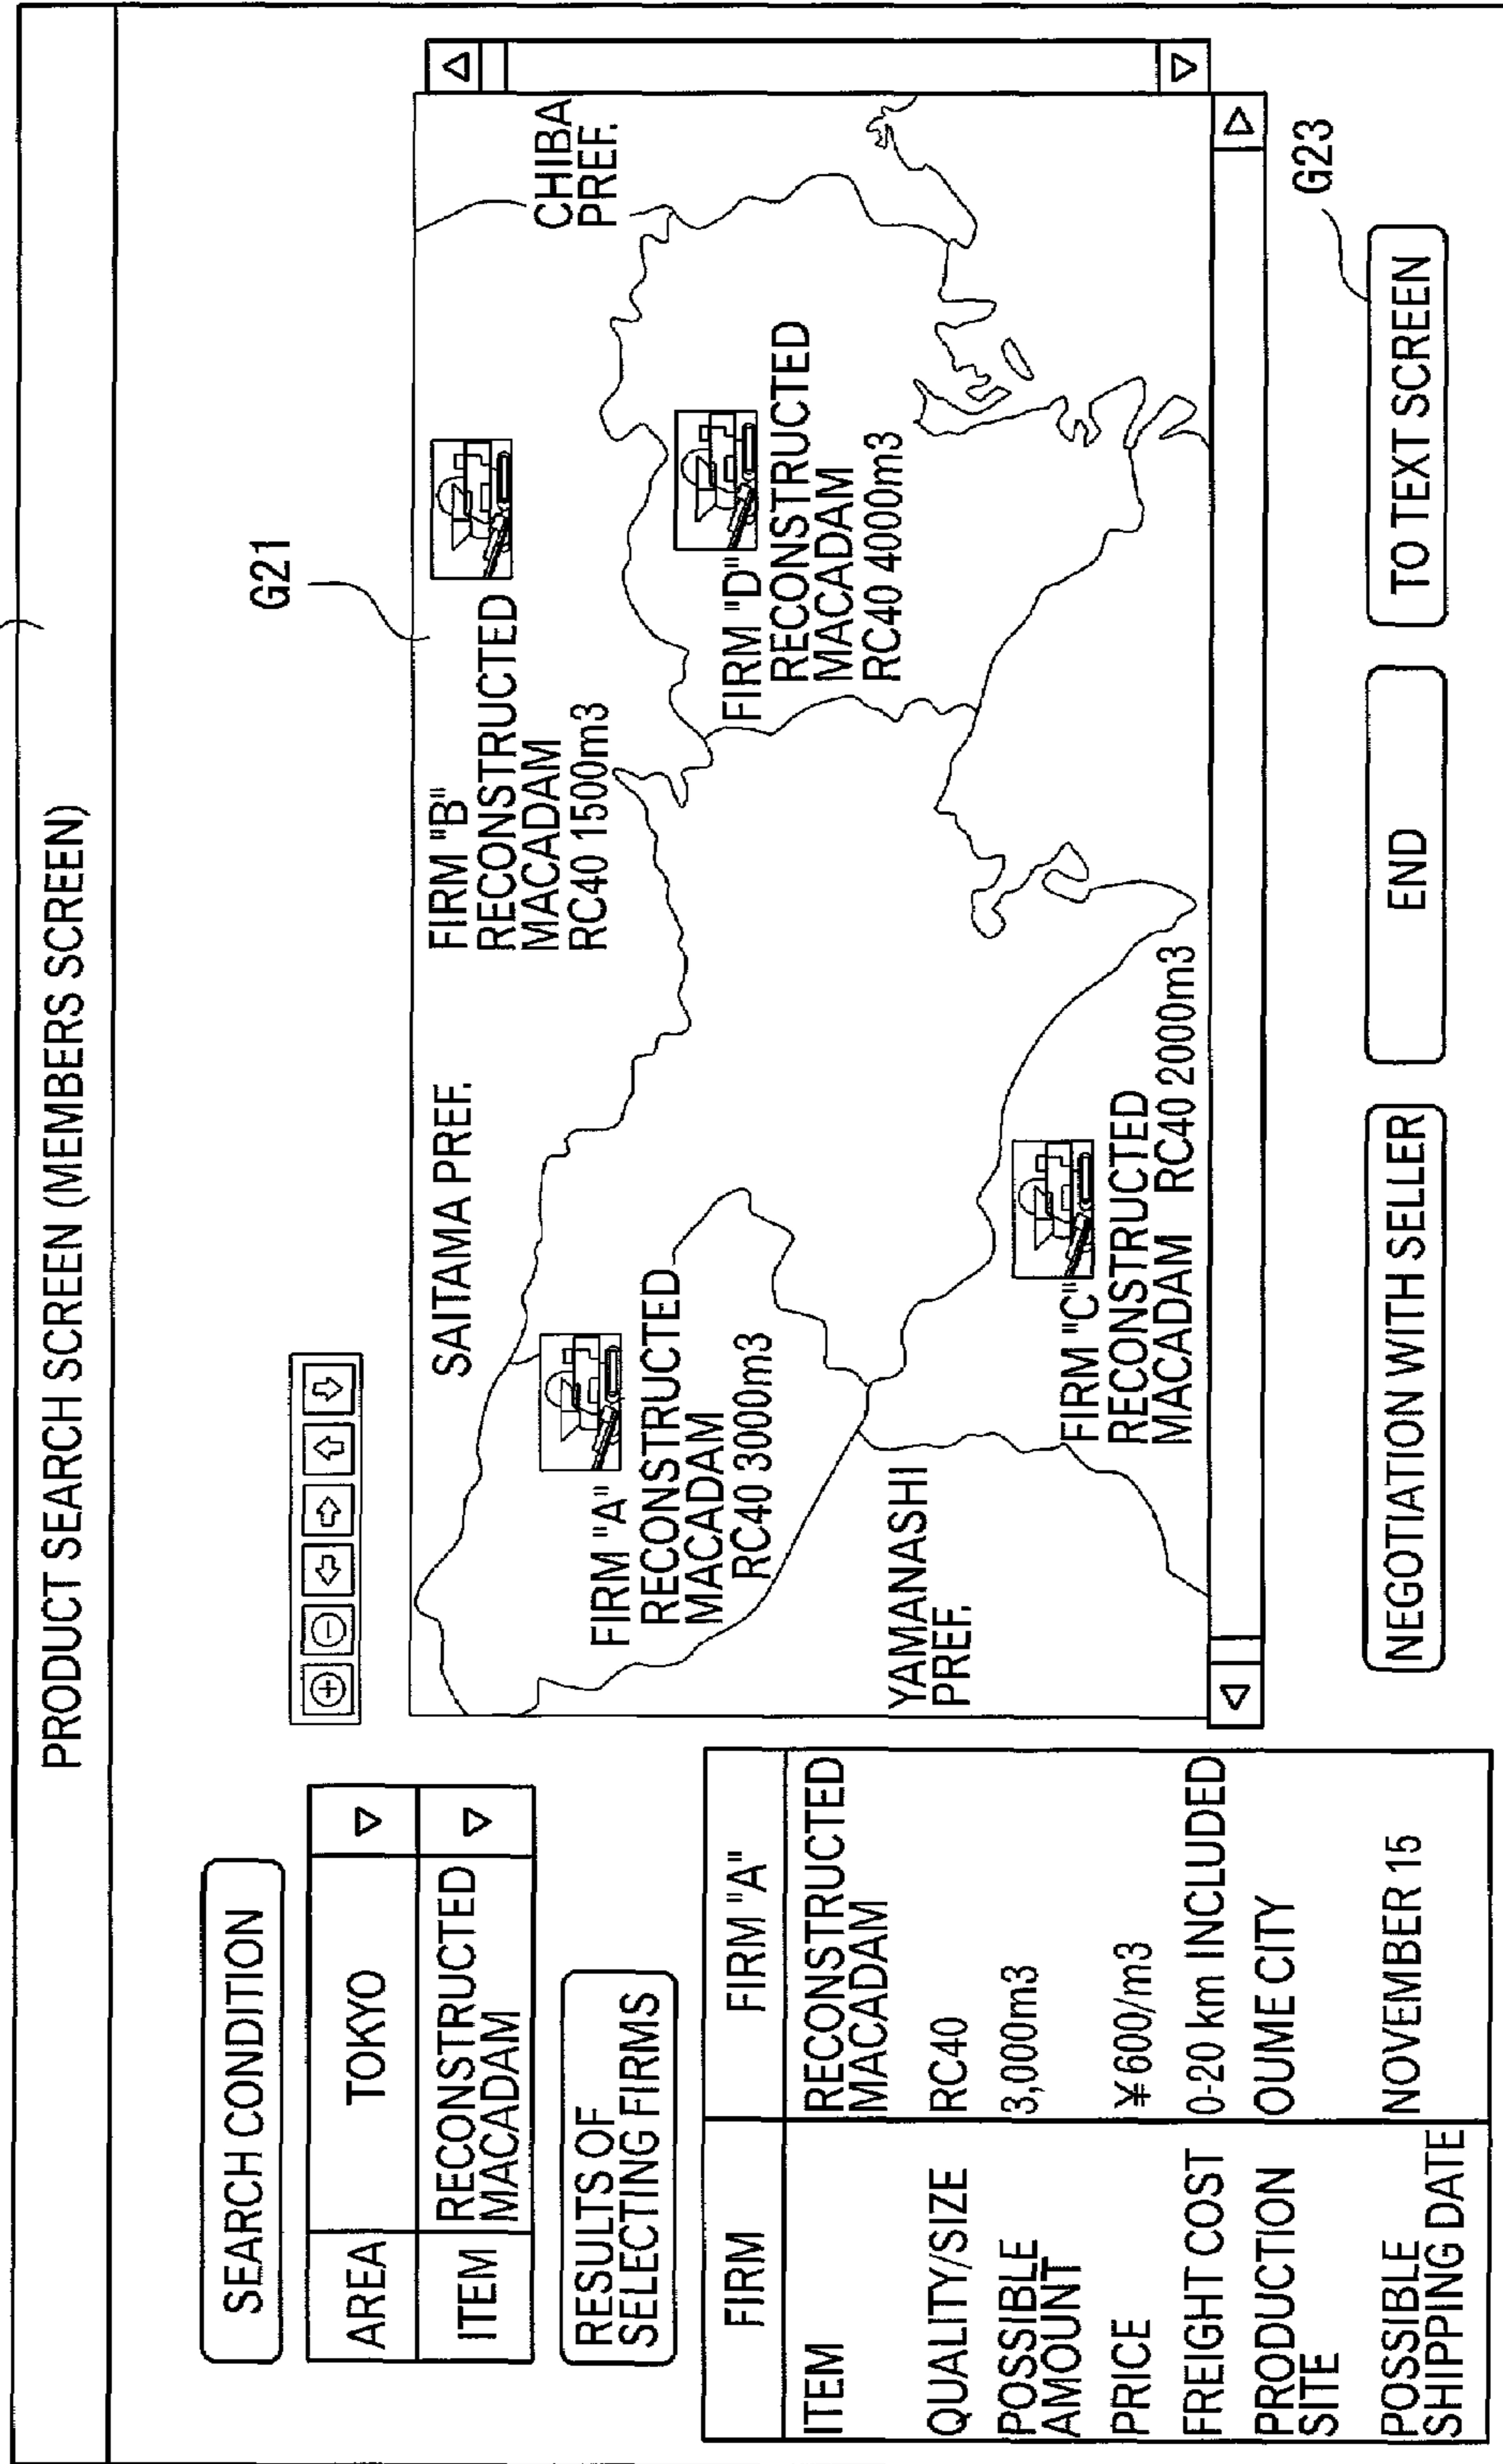 PRODUCT SEARCH SCREEN (MEMBERS SCREEN)
SEARCH CONDITION
AREA TOKYO
ITEM RECONSTRUCTED
MACADAM
RESULTS OF
SELECTING FIRMS
FIRM FIRM "A"
ITEM RECONSTRUCTED
MACADAM
QUALITY/SIZE RC40
POSSIBLE
AMOUNT 3,000m3
PRICE ¥600/m3
FREIGHT COST 0-20 km INCLUDED
PRODUCTION
SITE OUME CITY
POSSIBLE
SHIPPING DATE NOVEMBER 15
G21
SAITAMA PREF.
CHIBA
PREF.
FIRM "B"
RECONSTRUCTED
MACADAM
RC40 1500m3
FIRM "A"
RECONSTRUCTED
MACADAM
RC40 3000m3
FIRM "D"
RECONSTRUCTED
MACADAM
RC40 4000m3
YAMANASHI
PREF.
FIRM "C"
RECONSTRUCTED
MACADAM RC40 2000m3
G23
NEGOTIATION WITH SELLER
END
TO TEXT SCREEN